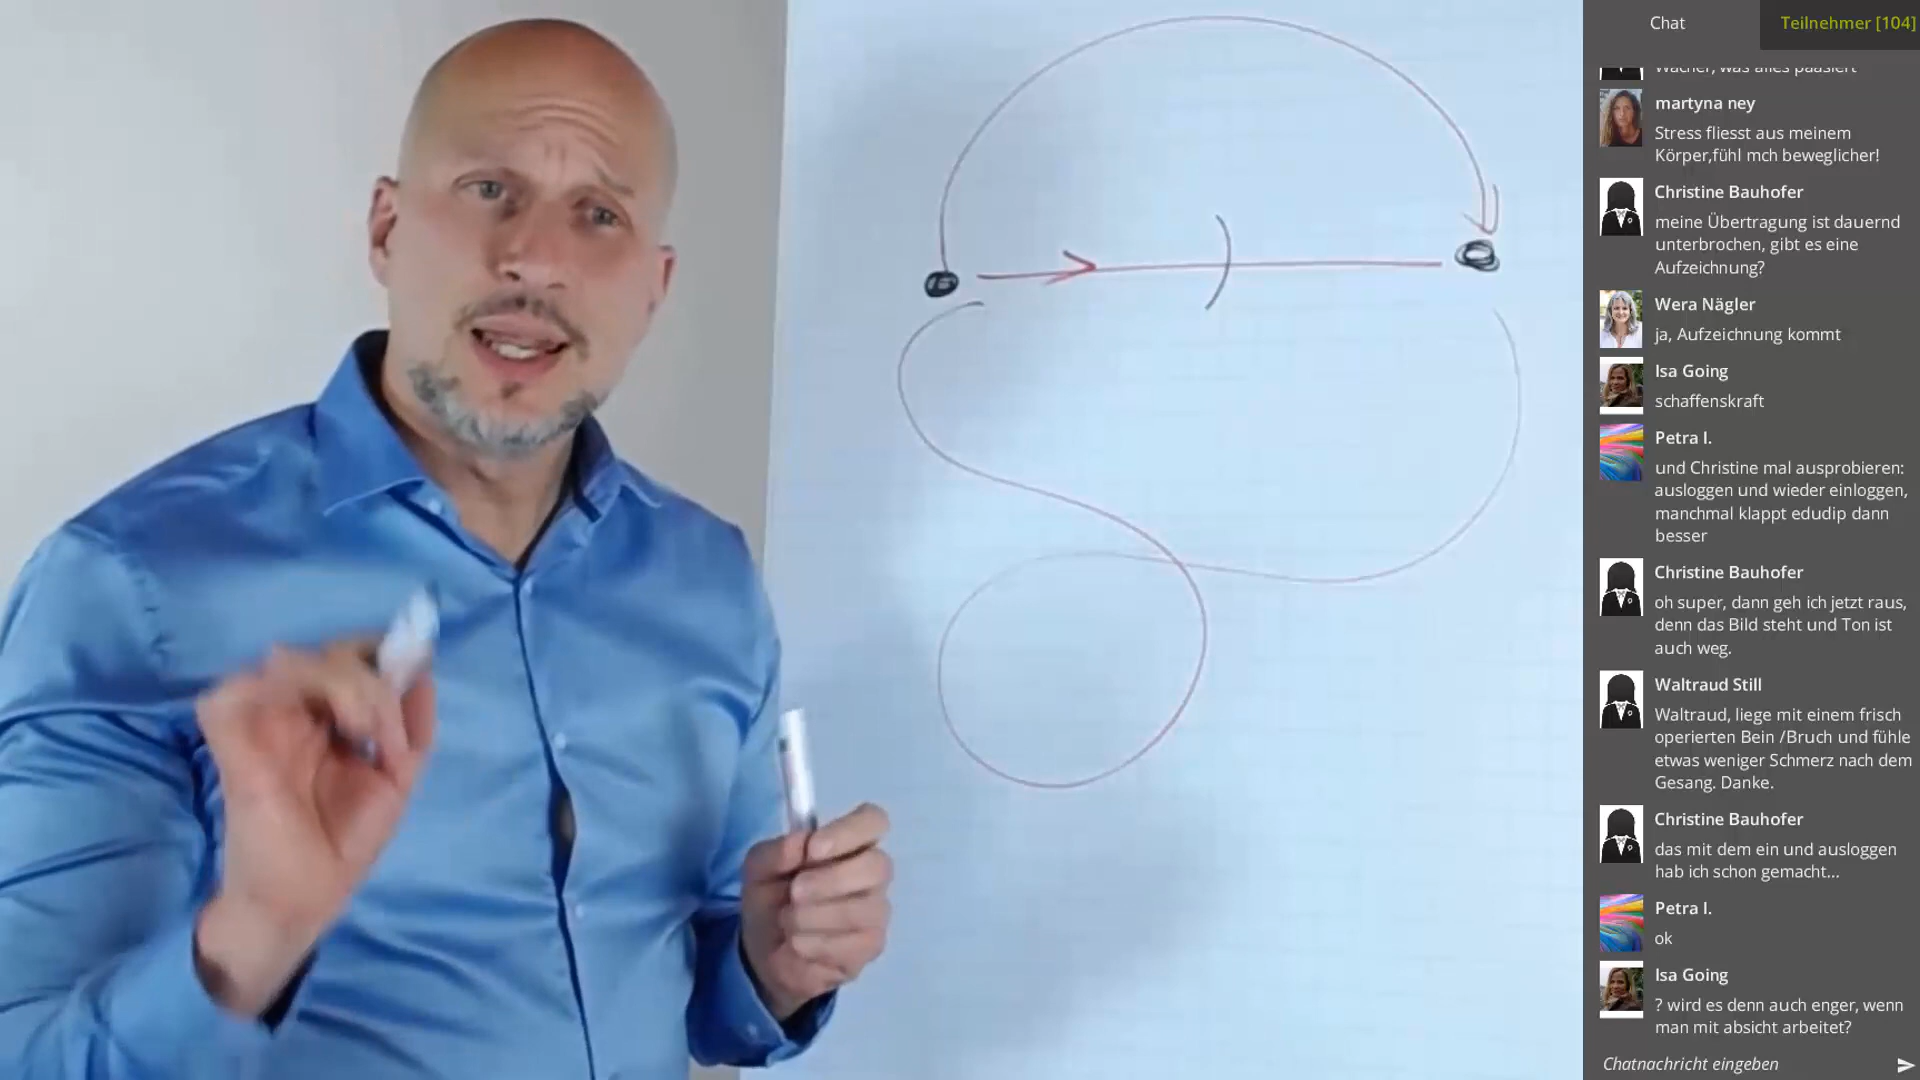 Chat
Teilnehmer [104]
Wacher, was alles paasiert
martyna ney
Stress fliesst aus meinem
Körper,fühl mch beweglicher!
Christine Bauhofer
meine Übertragung ist dauernd
unterbrochen, gibt es eine
Aufzeichnung?
Wera Nägler
ja, Aufzeichnung kommt
Isa Going
schaffenskraft
Petra I.
und Christine mal ausprobieren:
ausloggen und wieder einloggen,
manchmal klappt edudip dann
besser
Christine Bauhofer
oh super, dann geh ich jetzt raus,
denn das Bild steht und Ton ist
auch weg.
Waltraud Still
Waltraud, liege mit einem frisch
operierten Bein /Bruch und fühle
etwas weniger Schmerz nach dem
Gesang. Danke.
Christine Bauhofer
das mit dem ein und ausloggen
hab ich schon gemacht...
Petra I.
ok
Isa Going
? wird es denn auch enger, wenn
man mit absicht arbeitet?
Chatnachricht eingeben